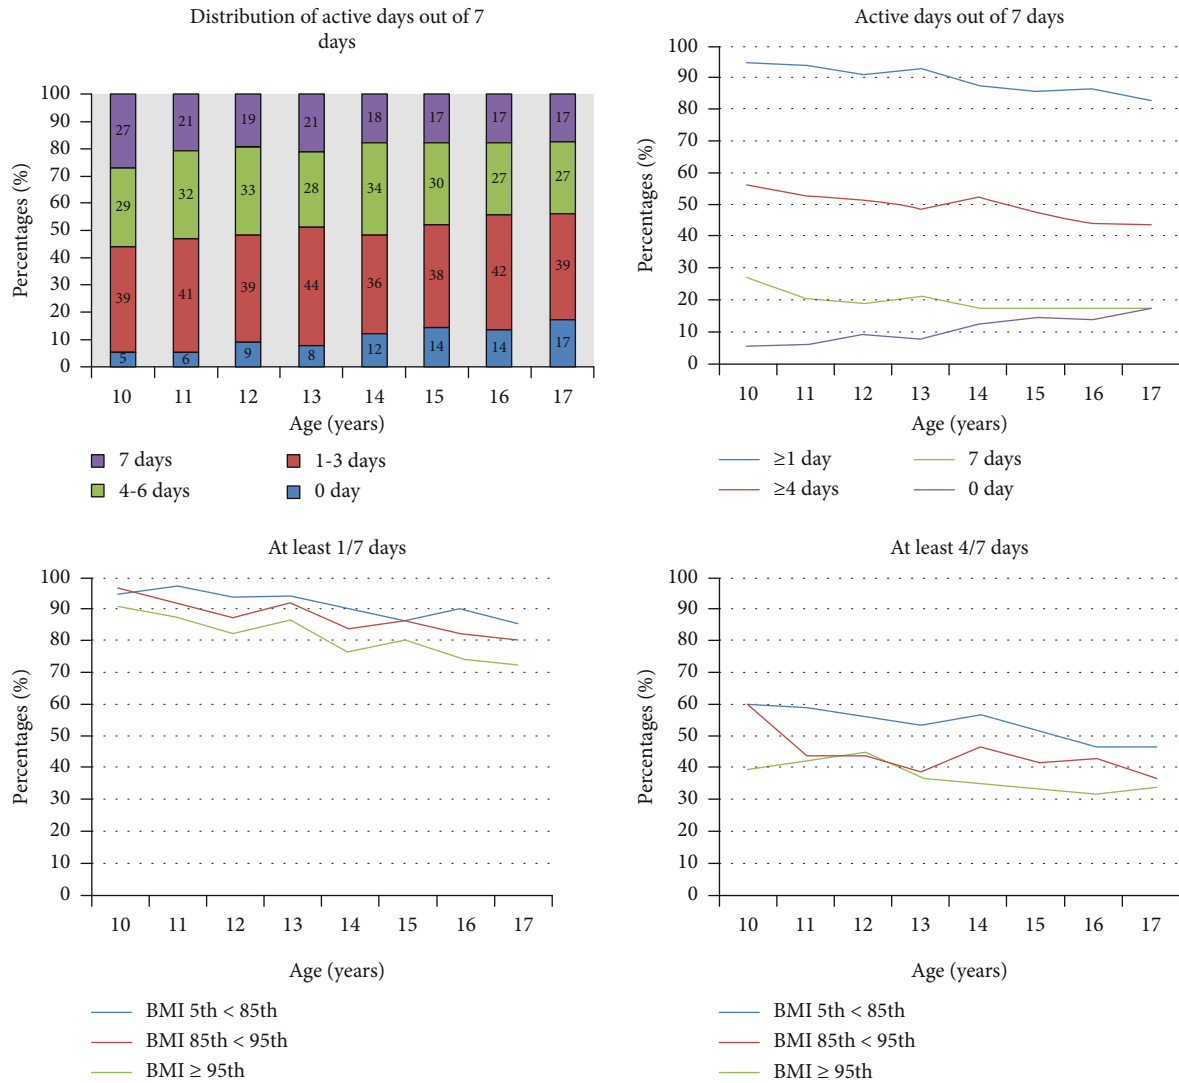 Distribution of active days out of 7
days
Percentages (%)
100
90
80
70
60
50
40
30
20
10
0
27 21 19 21 18 17 17 17
29 32 33 28 34 30 27 27
39 41 39 44 36 38 42 39
5 6 9 8 12 14 14 17
10 11 12 13 14 15 16 17
Age (years)
7 days 1-3 days
4-6 days 0 day
Active days out of 7 days
Percentages (%)
100
90
80
70
60
50
40
30
20
10
0
10 11 12 13 14 15 16 17
Age (years)
≥1 day 7 days
≥4 days 0 day
At least 1/7 days
Percentages (%)
100
90
80
70
60
50
40
30
20
10
0
10 11 12 13 14 15 16 17
Age (years)
BMI 5th < 85th
BMI 85th < 95th
BMI ≥ 95th
At least 4/7 days
Percentages (%)
100
90
80
70
60
50
40
30
20
10
0
10 11 12 13 14 15 16 17
Age (years)
BMI 5th < 85th
BMI 85th < 95th
BMI ≥ 95th